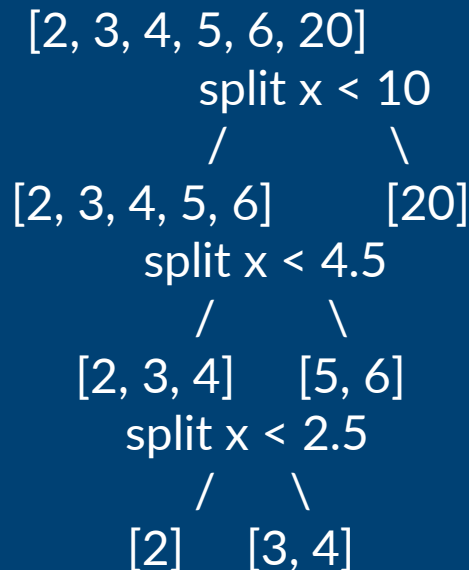 [2, 3, 4, 5, 6, 20]
split x < 10
/ \
[2, 3, 4, 5, 6] [20]
split x < 4.5
/ \
[2, 3, 4] [5, 6]
split x < 2.5
/ \
[2] [3, 4]